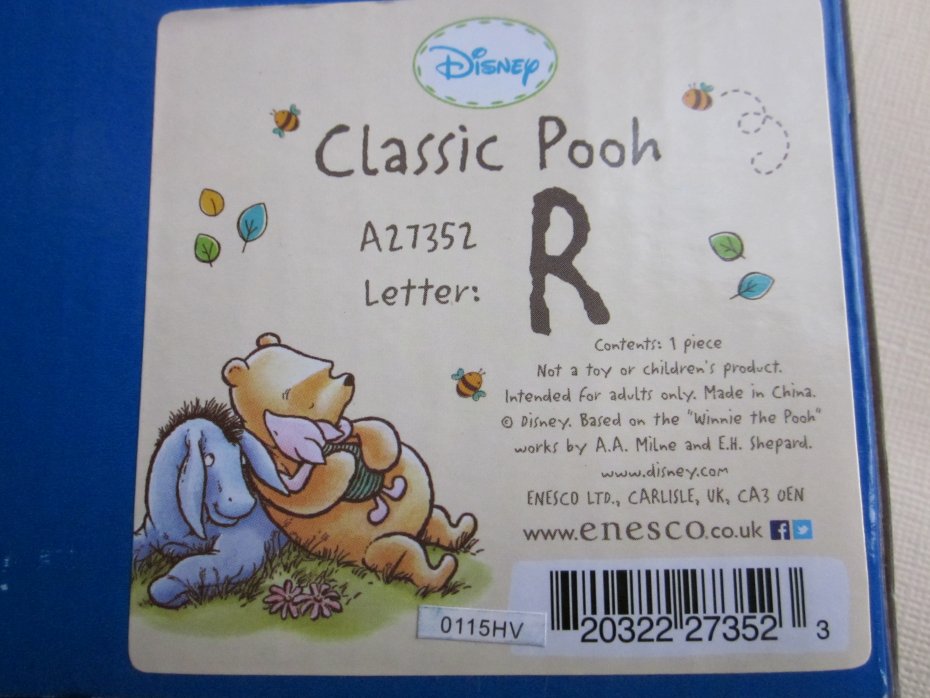 Disney
Classic Pooh
A27352
Letter: R
Contents: 1 piece
Not a toy or children's product.
Intended for adults only. Made in China.
© Disney. Based on the "Winnie the Pooh"
works by A.A. Milne and E.H. Shepard.
www.disney.com
ENESCO LTD., CARLISLE, UK, CA3 0EN
www.enesco.co.uk f
0115HV
20322 27352 3